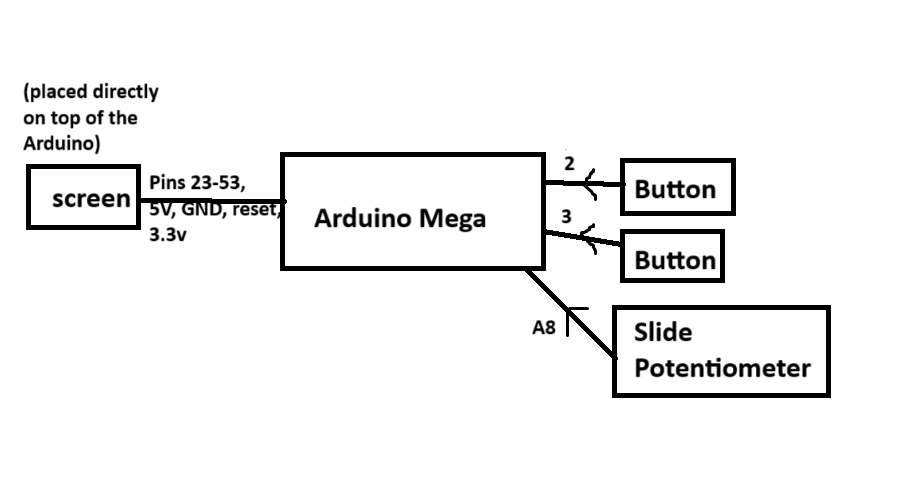 (placed directly
on top of the
Arduino)
screen
Pins 23-53,
5V, GND, reset,
3.3v
Arduino Mega
2
Button
3
Button
A8
Slide
Potentiometer